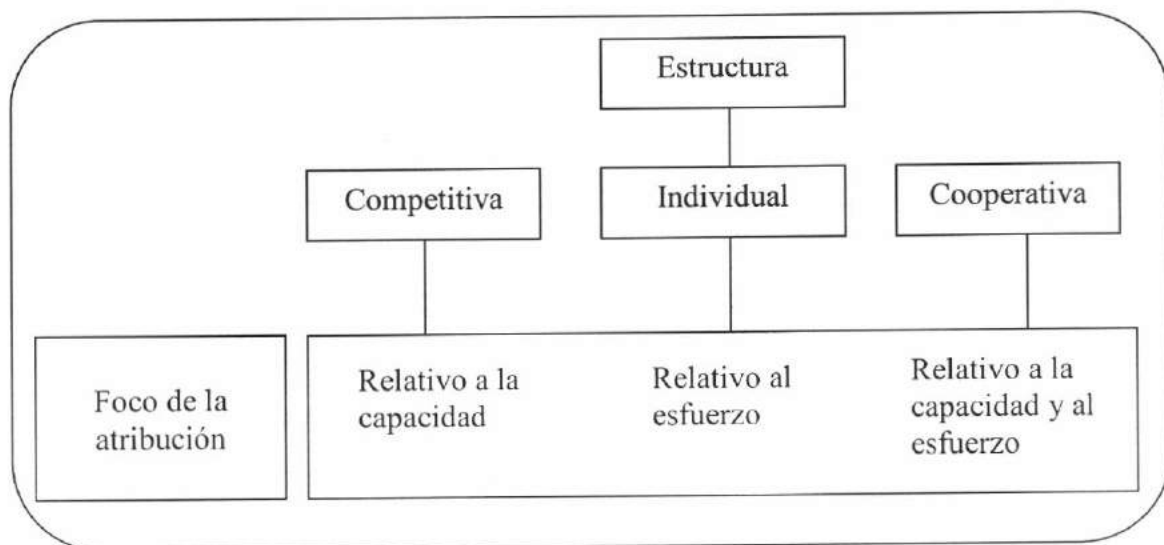 Estructura
Competitiva
Individual
Cooperativa
Foco de la
atribución
Relativo a la
capacidad
Relativo al
esfuerzo
Relativo a la
capacidad y al
esfuerzo